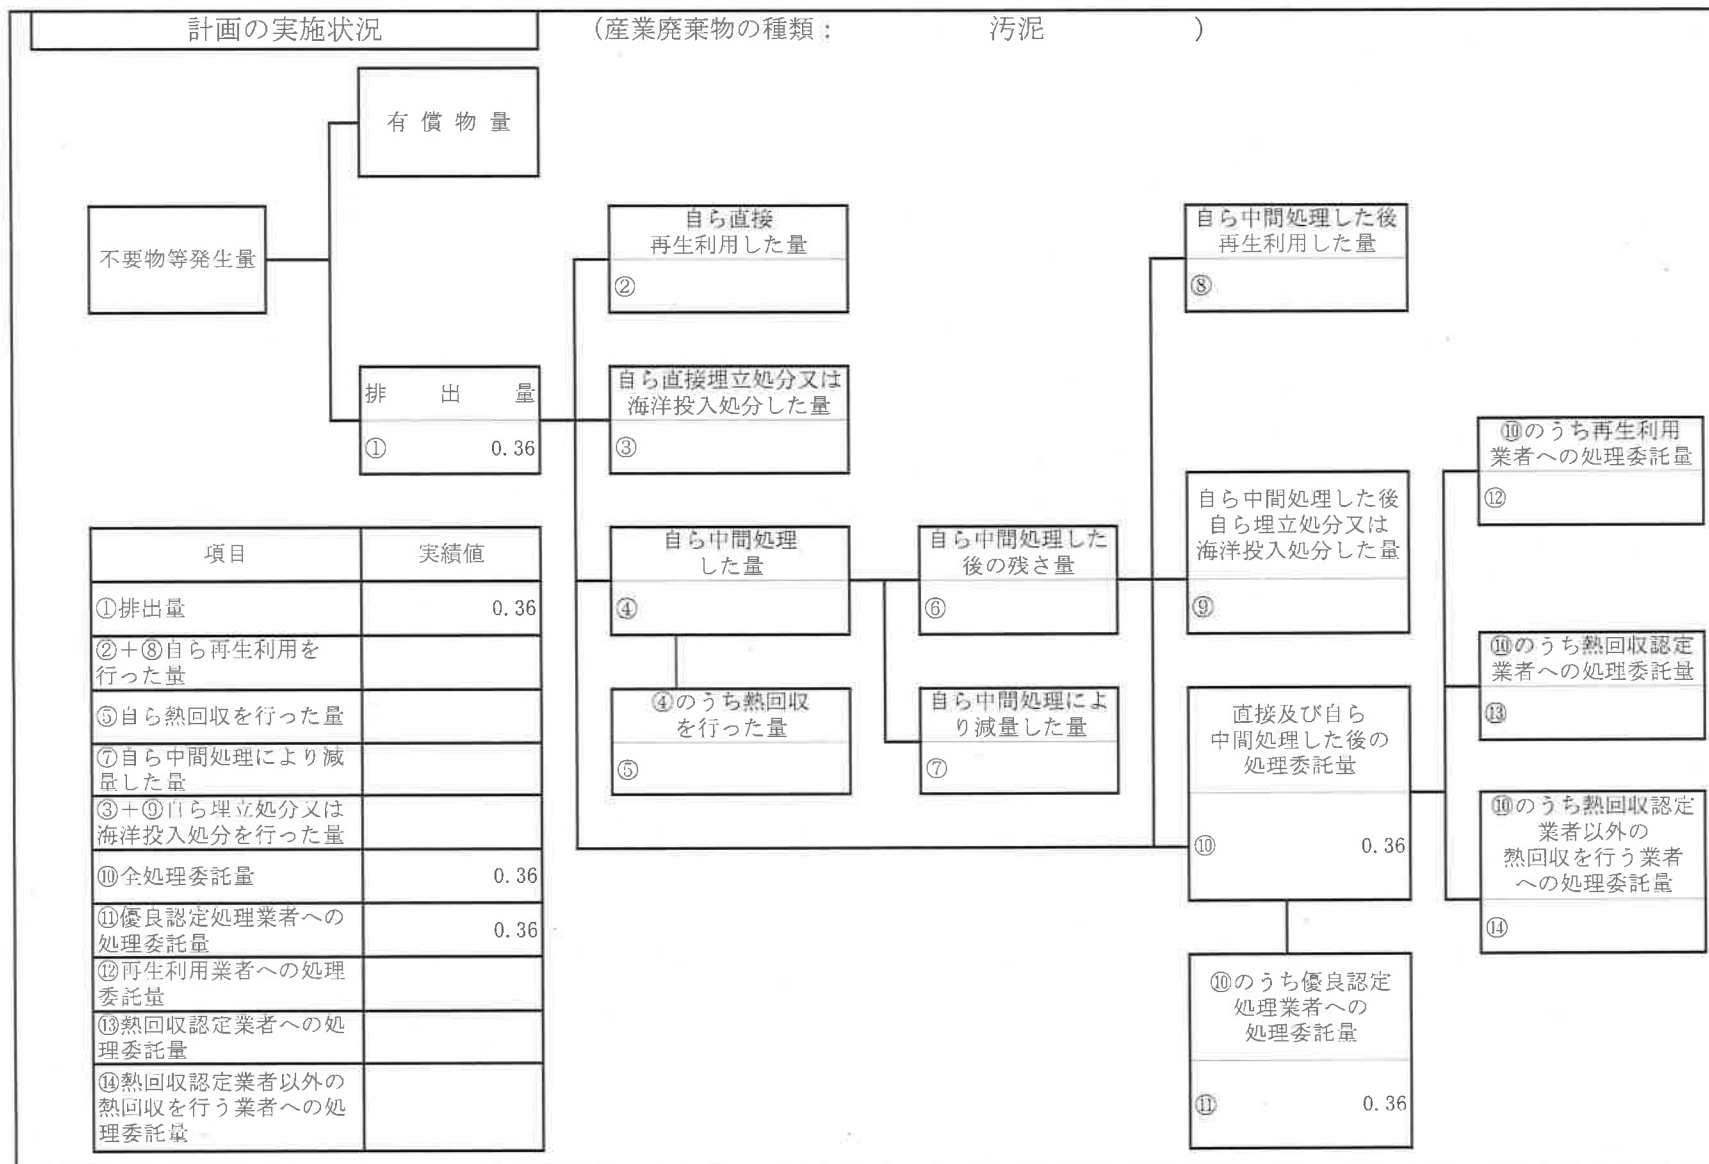 計画の実施状況
(産業廃棄物の種類： 汚泥 )
有償物量
不要物等発生量
排出量
① 0.36
自ら直接
再生利用した量
②
自ら直接埋立処分又は
海洋投入処分した量
③
自ら中間処理
した量
④
④のうち熱回収
を行った量
⑤
自ら中間処理した
後の残さ量
⑥
自ら中間処理によ
り減量した量
⑦
自ら中間処理した後
再生利用した量
⑧
自ら中間処理した後
自ら埋立処分又は
海洋投入処分した量
⑨
直接及び自ら
中間処理した後の
処理委託量
⑩ 0.36
⑩のうち優良認定
処理業者への
処理委託量
⑪ 0.36
⑩のうち再生利用
業者への処理委託量
⑫
⑩のうち熱回収認定
業者への処理委託量
⑬
⑩のうち熱回収認定
業者以外の
熱回収を行う業者
への処理委託量
⑭
項目 実績値
①排出量 0.36
②＋⑧自ら再生利用を
行った量
⑤自ら熱回収を行った量
⑦自ら中間処理により減
量した量
③＋⑨自ら埋立処分又は
海洋投入処分を行った量
⑩全処理委託量 0.36
⑪優良認定処理業者への
処理委託量 0.36
⑫再生利用業者への処理
委託量
⑬熱回収認定業者への処
理委託量
⑭熱回収認定業者以外の
熱回収を行う業者への処
理委託量